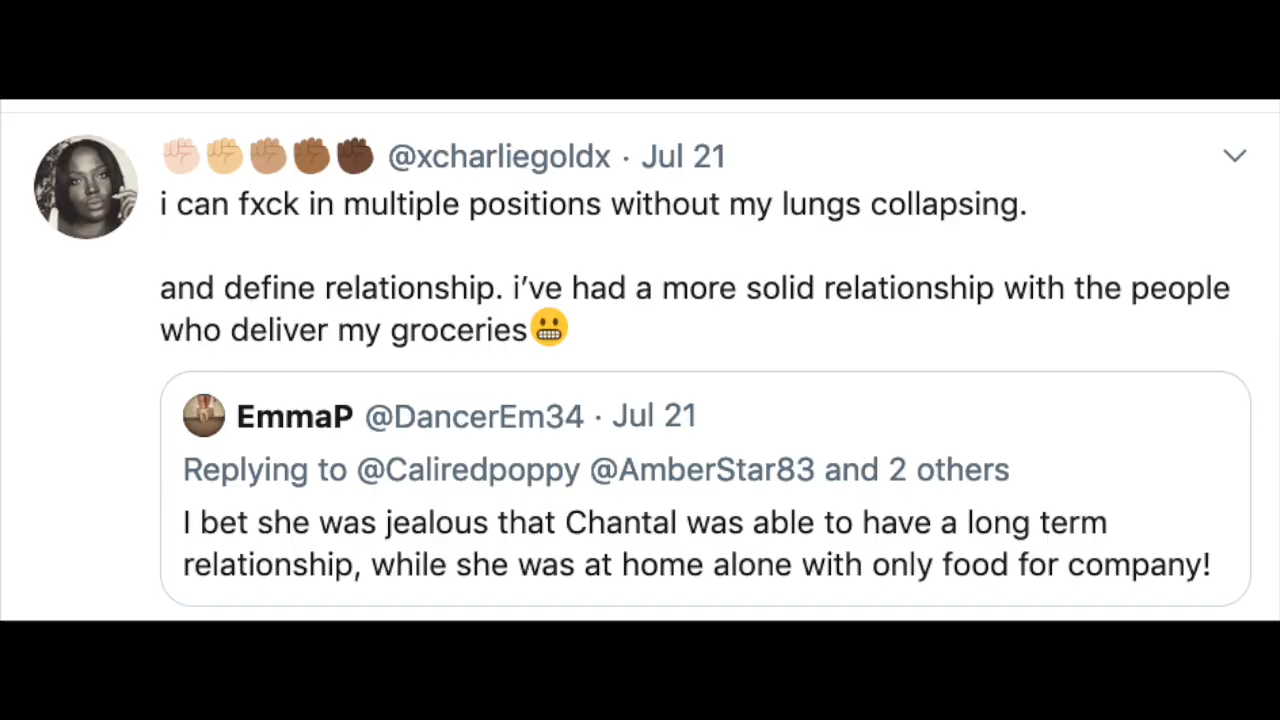 ✊🏻✊🏼✊🏽✊🏾✊🏿 @xcharliegoldx · Jul 21
i can fxck in multiple positions without my lungs collapsing.
and define relationship. i’ve had a more solid relationship with the people
who deliver my groceries😬
EmmaP @DancerEm34 · Jul 21
Replying to @Caliredpoppy @AmberStar83 and 2 others
I bet she was jealous that Chantal was able to have a long term
relationship, while she was at home alone with only food for company!